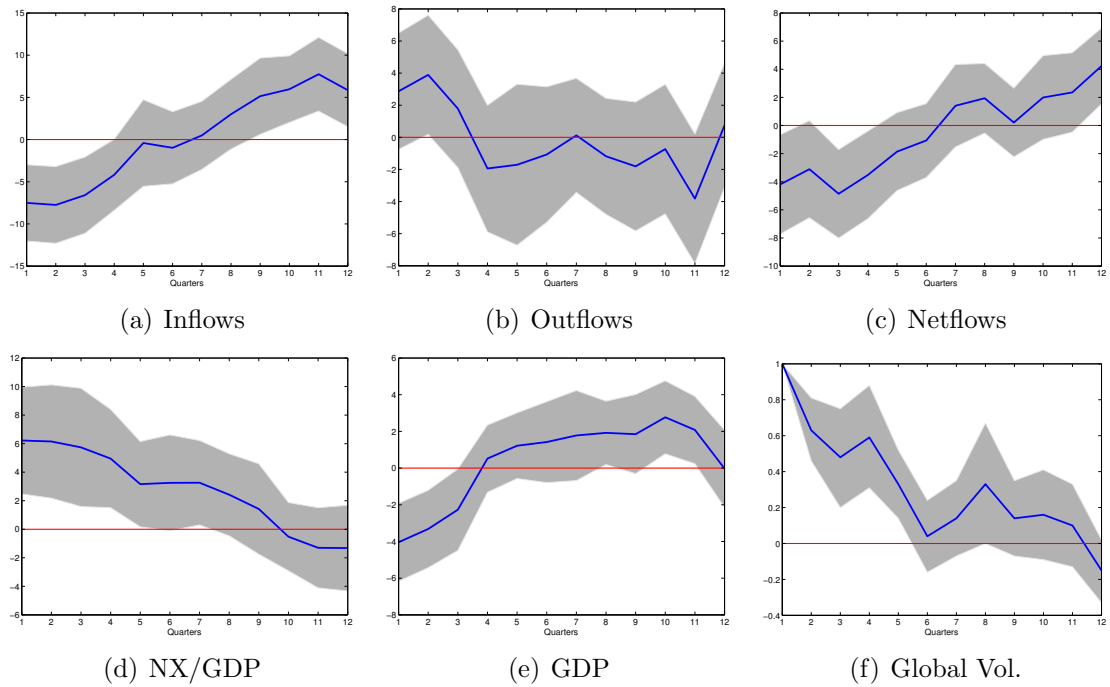 15
10
5
0
−5
−10
−15
1 2 3 4 5 6 7 8 9 10 11 12
Quarters
(a) Inflows
8
6
4
2
0
−2
−4
−6
−8
1 2 3 4 5 6 7 8 9 10 11 12
Quarters
(b) Outflows
8
6
4
2
0
−2
−4
−6
−8
−10
1 2 3 4 5 6 7 8 9 10 11 12
Quarters
(c) Netflows
12
10
8
6
4
2
0
−2
−4
−6
1 2 3 4 5 6 7 8 9 10 11 12
Quarters
(d) NX/GDP
6
4
2
0
−2
−4
−6
−8
1 2 3 4 5 6 7 8 9 10 11 12
Quarters
(e) GDP
1
0.8
0.6
0.4
0.2
0
−0.2
−0.4
1 2 3 4 5 6 7 8 9 10 11 12
Quarters
(f) Global Vol.